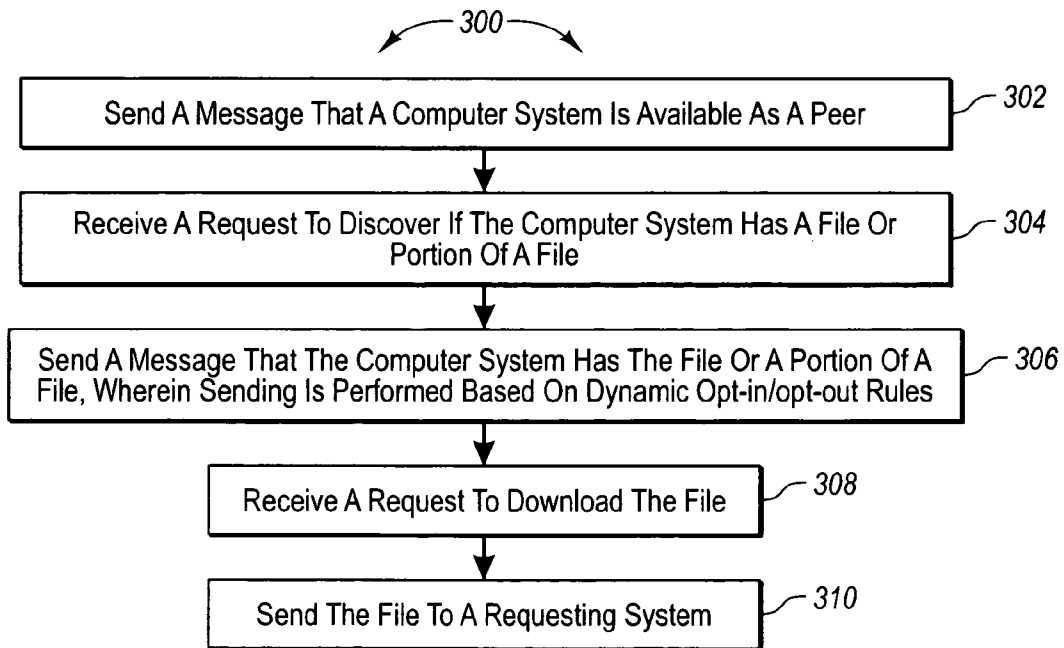 300
Send A Message That A Computer System Is Available As A Peer
302
Receive A Request To Discover If The Computer System Has A File Or
Portion Of A File
304
Send A Message That The Computer System Has The File Or A Portion Of A
File, Wherein Sending Is Performed Based On Dynamic Opt-in/opt-out Rules
306
Receive A Request To Download The File
308
Send The File To A Requesting System
310